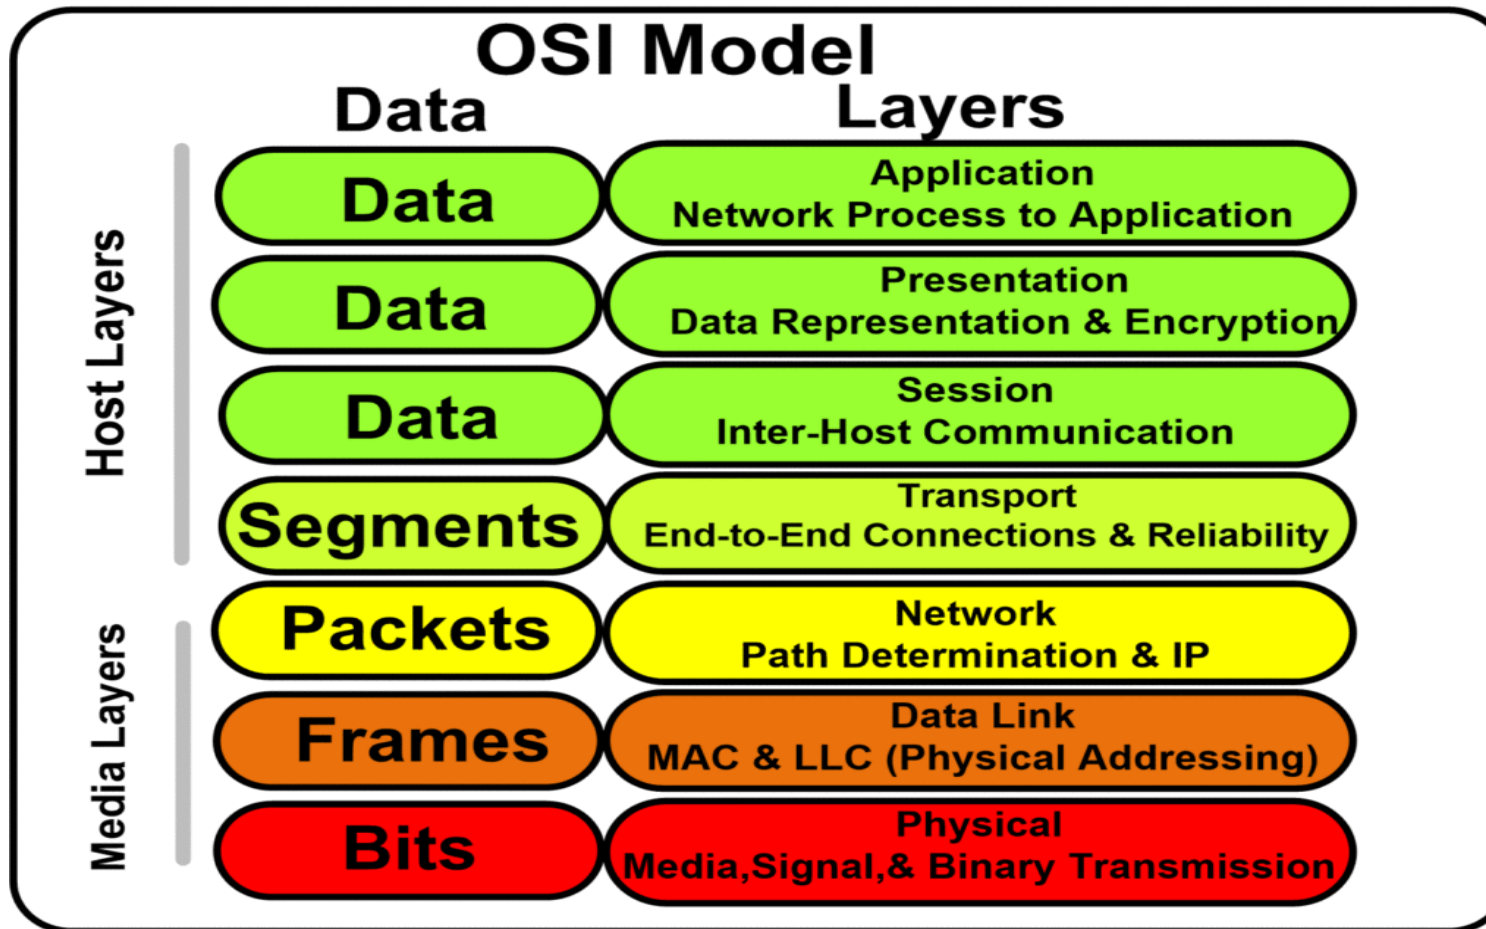 OSI Model
Data
Layers
Host Layers
Data
Application
Network Process to Application
Data
Presentation
Data Representation & Encryption
Data
Session
Inter-Host Communication
Segments
Transport
End-to-End Connections & Reliability
Media Layers
Packets
Network
Path Determination & IP
Frames
Data Link
MAC & LLC (Physical Addressing)
Bits
Physical
Media,Signal,& Binary Transmission